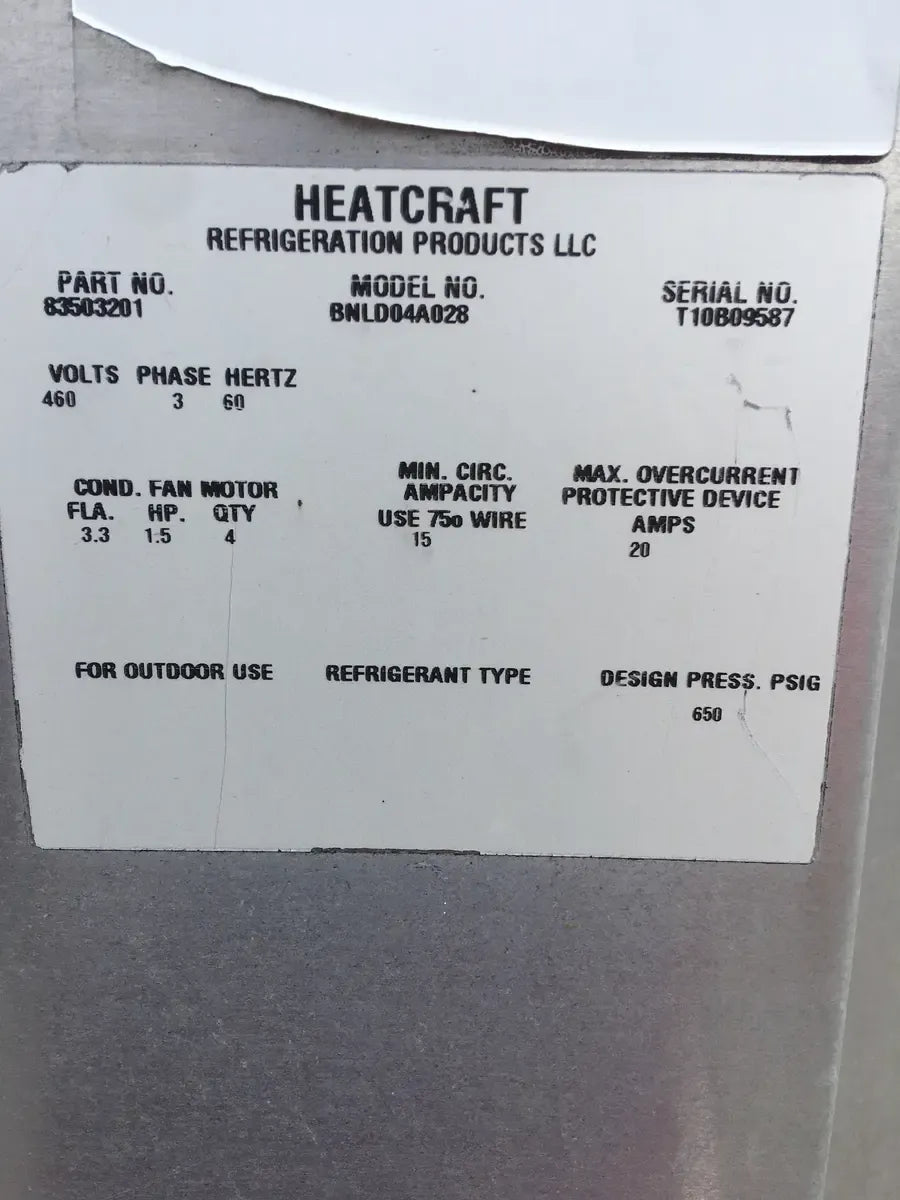 HEATCRAFT
REFRIGERATION PRODUCTS LLC
PART NO. MODEL NO. SERIAL NO.
83503201 BNLD04A028 T10B09587
VOLTS PHASE HERTZ
460 3 60
COND. FAN MOTOR
FLA. HP. QTY
3.3 1.5 4
MIN. CIRC.
AMPACITY
USE 75o WIRE
15
MAX. OVERCURRENT
PROTECTIVE DEVICE
AMPS
20
FOR OUTDOOR USE REFRIGERANT TYPE DESIGN PRESS. PSIG
650